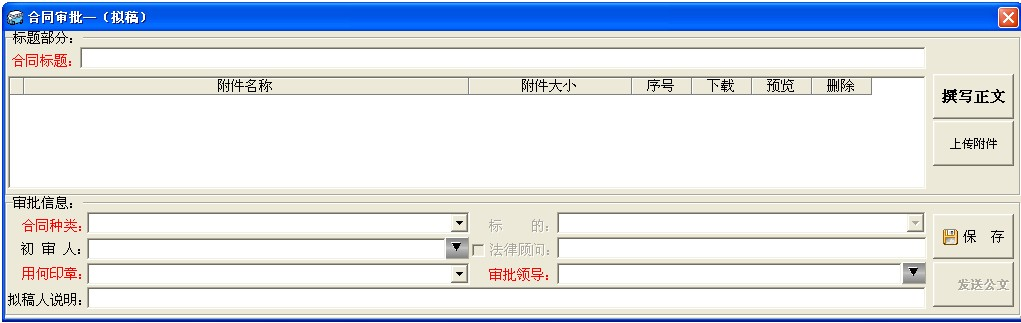 合同审批—（拟稿）
标题部分：
合同标题：
附件名称 附件大小 序号 下载 预览 删除
撰写正文
上传附件
审批信息：
合同种类： 标 的：
保 存
初 审 人： 法律顾问：
用何印章： 审批领导：
发送公文
拟稿人说明：